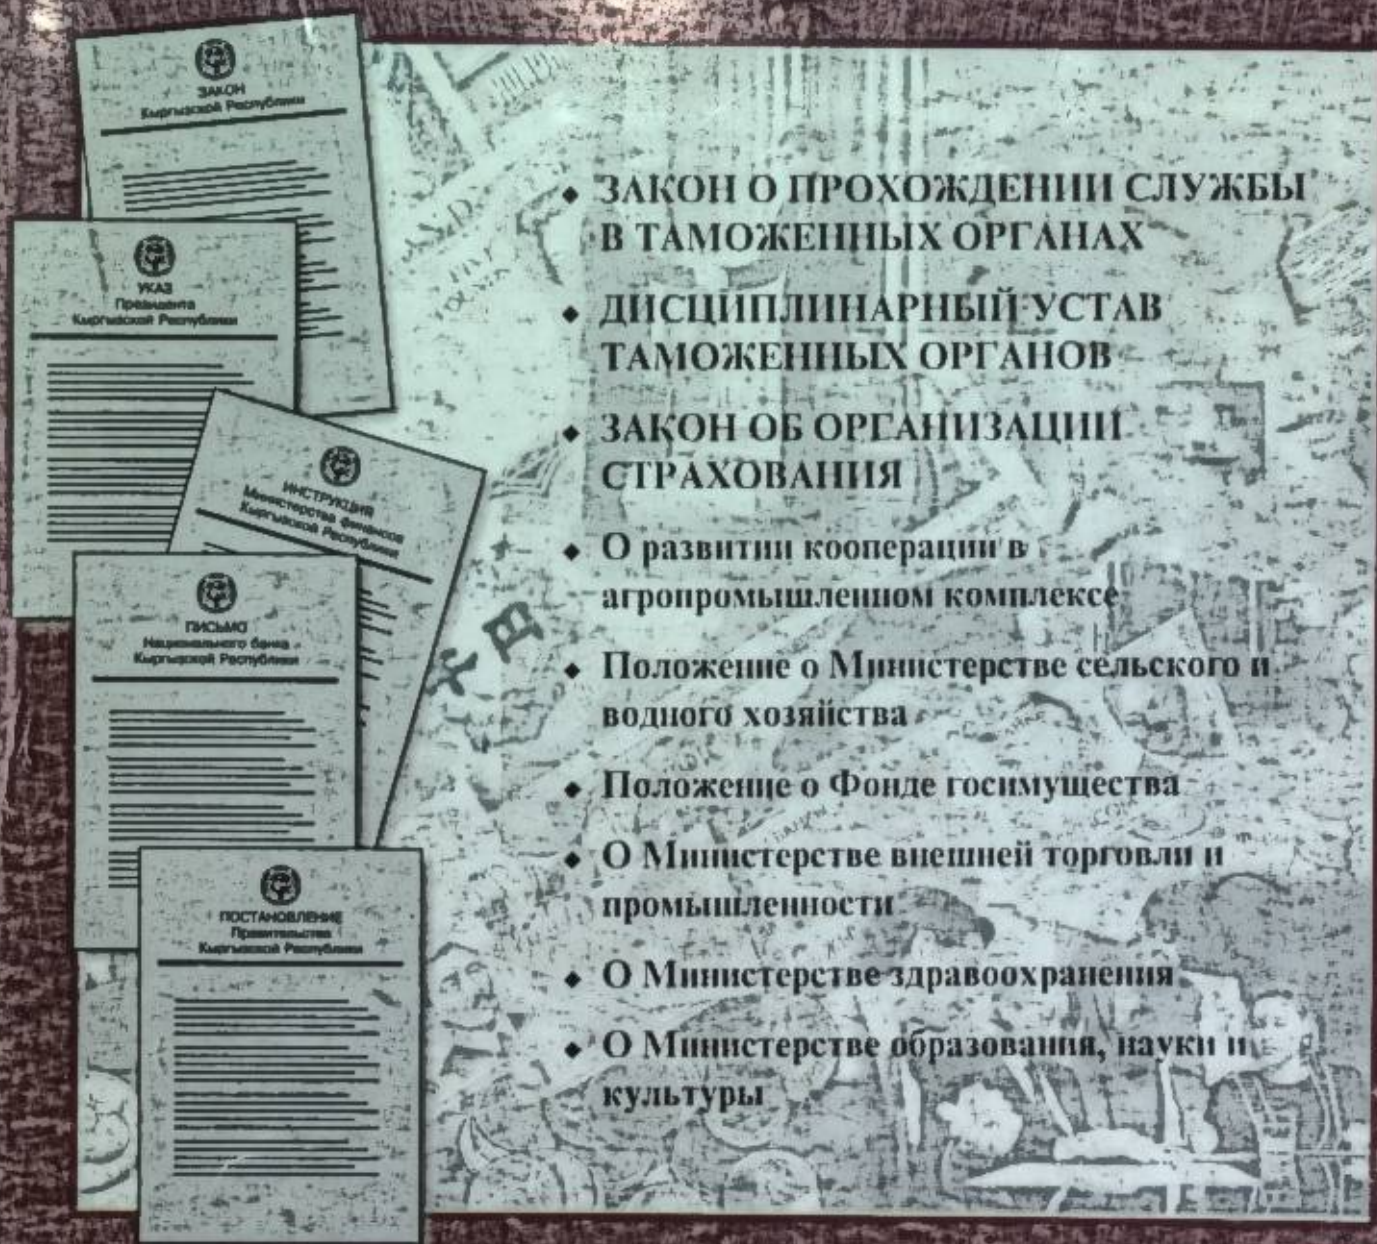 ЗАКОН
Кыргызской Республики
УКАЗ
Президента
Кыргызской Республики
ИНСТРУКЦИЯ
Министерства финансов
Кыргызской Республики
ПИСЬМО
Национального банка
Кыргызской Республики
ПОСТАНОВЛЕНИЕ
Правительства
Кыргызской Республики
◆ ЗАКОН О ПРОХОЖДЕНИИ СЛУЖБЫ
В ТАМОЖЕННЫХ ОРГАНАХ
◆ ДИСЦИПЛИНАРНЫЙ УСТАВ
ТАМОЖЕННЫХ ОРГАНОВ
◆ ЗАКОН ОБ ОРГАНИЗАЦИИ
СТРАХОВАНИЯ
◆ О развитии кооперации в
агропромышленном комплексе
◆ Положение о Министерстве сельского и
водного хозяйства
◆ Положение о Фонде госимущества
◆ О Министерстве внешней торговли и
промышленности
◆ О Министерстве здравоохранения
◆ О Министерстве образования, науки и
культуры